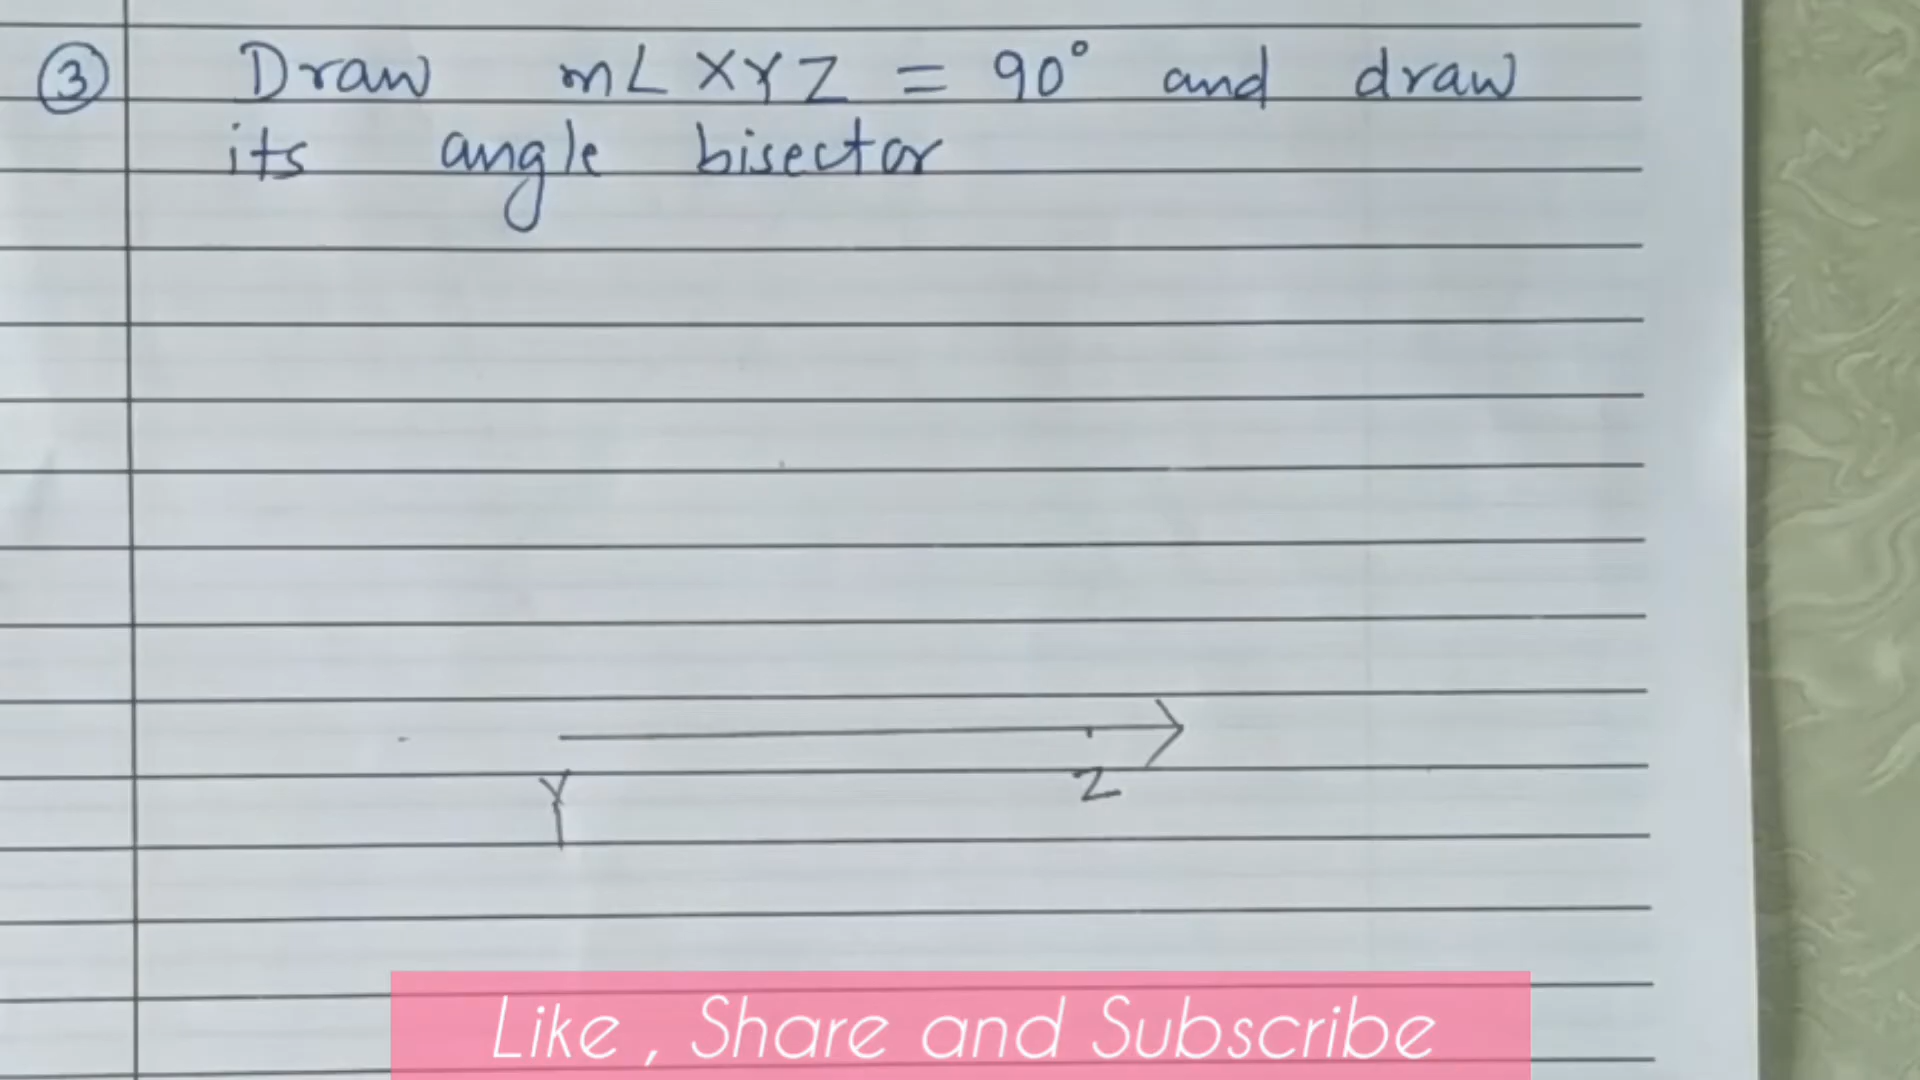 ③ Draw m∠XYZ = 90° and draw
its angle bisector
Y Z
Like , Share and Subscribe